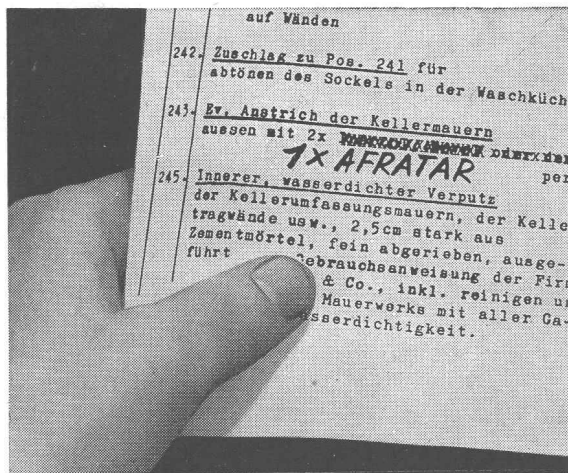 auf Wänden
242. Zuschlag zu Pos. 241 für
abtönen des Sockels in der Waschküch
243. Ev. Anstrich der Kellermauern
aussen mit 2x
1x AFRATAR per
245. Innerer, wasserdichter Verputz
der Kellerumfassungsmauern, der Kelle
tragwände usw., 2,5cm stark aus
Zementmörtel, fein abgerieben, ausge-
führt Gebrauchsanweisung der Fir
& Co., inkl. reinigen u
Mauerwerks mit aller Ga-
sserdichtigkeit.